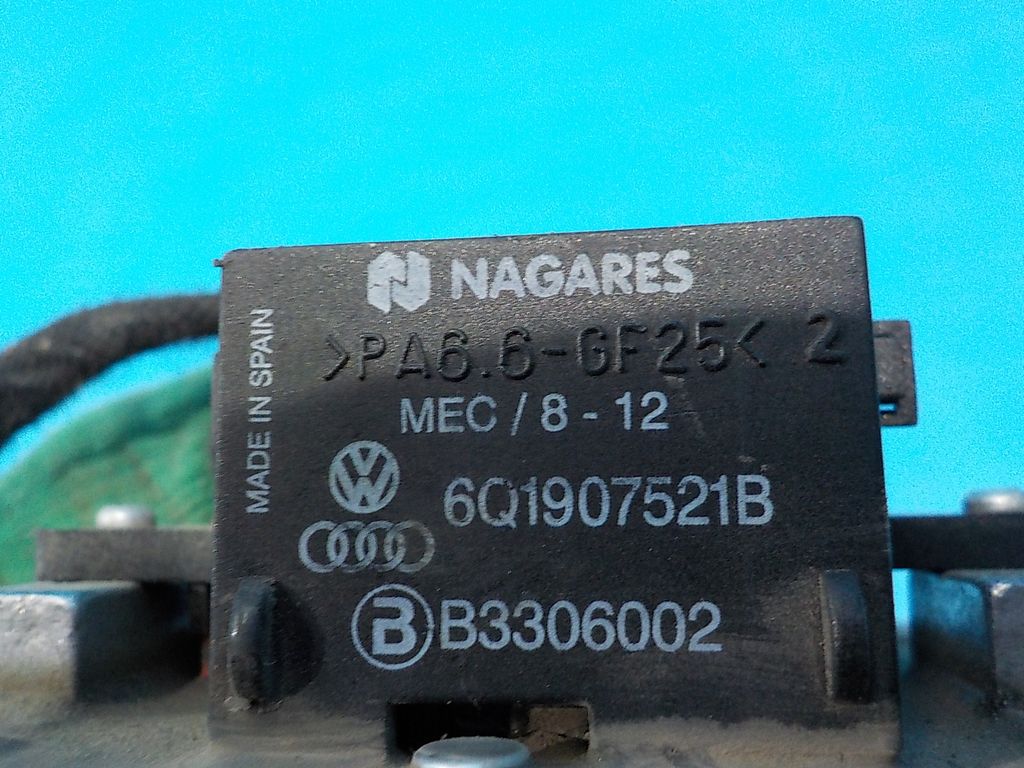 NAGARES
>PA6.6-GF25< 2
MADE IN SPAIN
MEC / 8 - 12
6Q1907521B
B B3306002